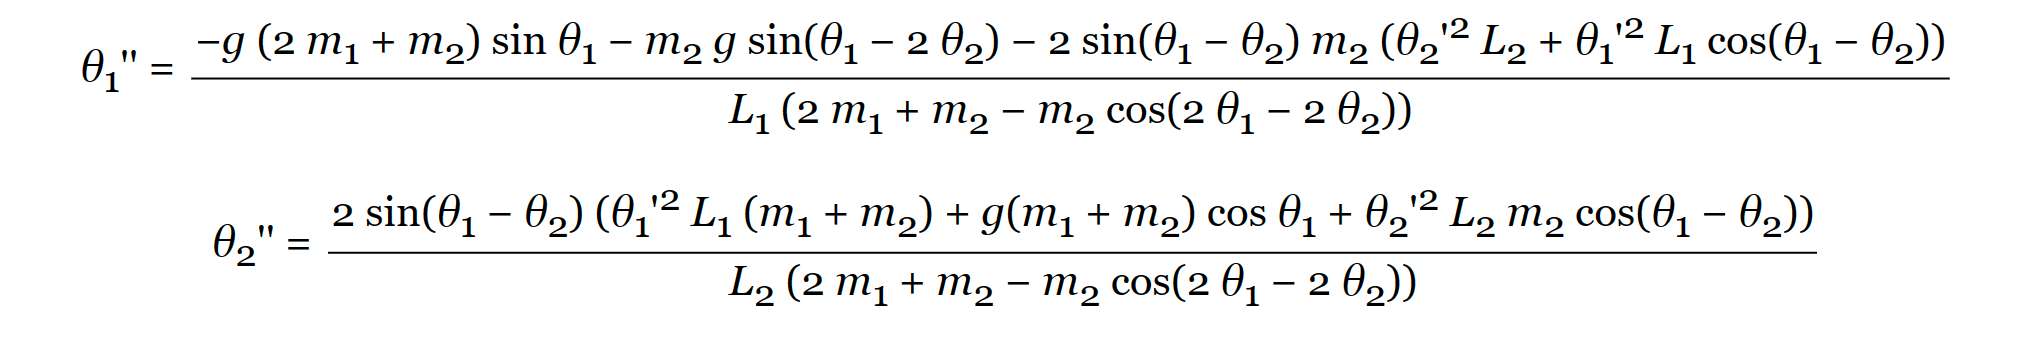 θ₁'' = −g (2 m₁ + m₂) sin θ₁ − m₂ g sin(θ₁ − 2 θ₂) − 2 sin(θ₁ − θ₂) m₂ (θ₂'² L₂ + θ₁'² L₁ cos(θ₁ − θ₂))
L₁ (2 m₁ + m₂ − m₂ cos(2 θ₁ − 2 θ₂))
θ₂'' = 2 sin(θ₁ − θ₂) (θ₁'² L₁ (m₁ + m₂) + g(m₁ + m₂) cos θ₁ + θ₂'² L₂ m₂ cos(θ₁ − θ₂))
L₂ (2 m₁ + m₂ − m₂ cos(2 θ₁ − 2 θ₂))